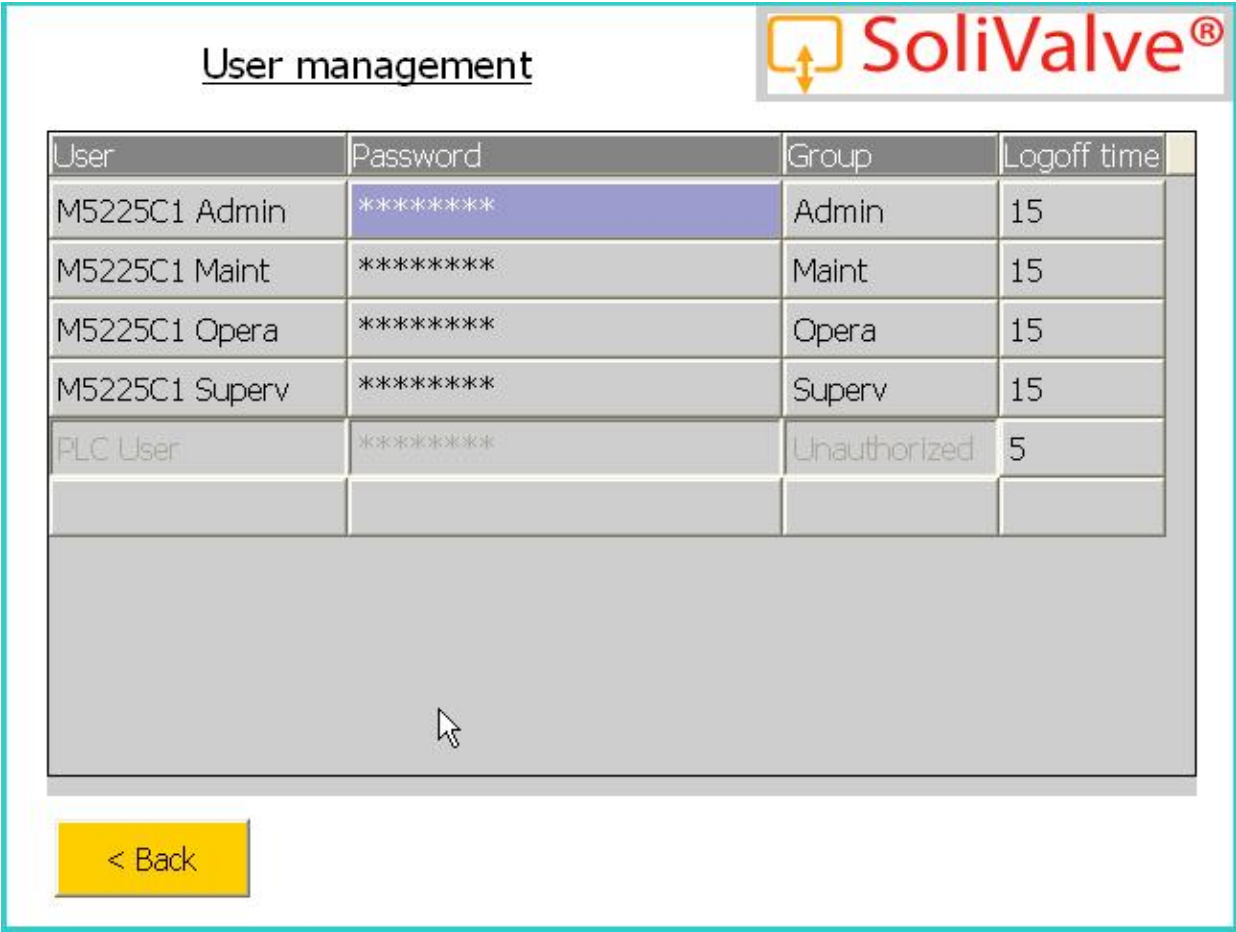 User management
SoliValve®
User Password Group Logoff time
M5225C1 Admin ******** Admin 15
M5225C1 Maint ******** Maint 15
M5225C1 Opera ******** Opera 15
M5225C1 Superv ******** Superv 15
PLC User ******** Unauthorized 5
< Back